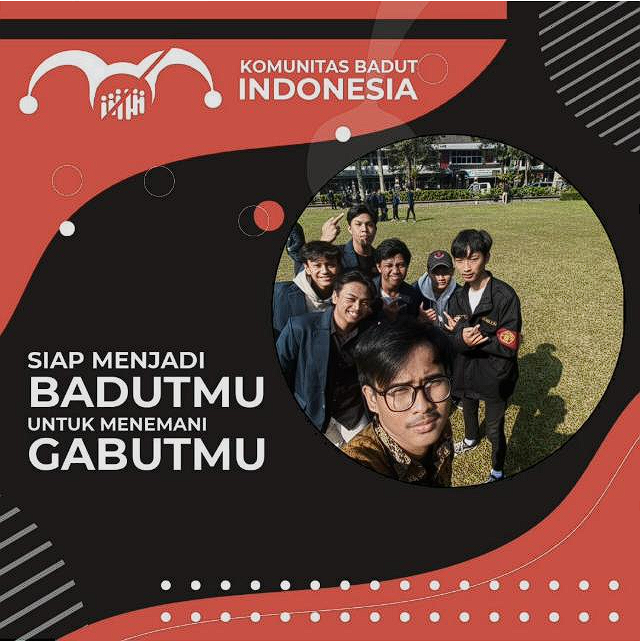 KOMUNITAS BADUT
INDONESIA
SIAP MENJADI
BADUTMU
UNTUK MENEMANI
GABUTMU